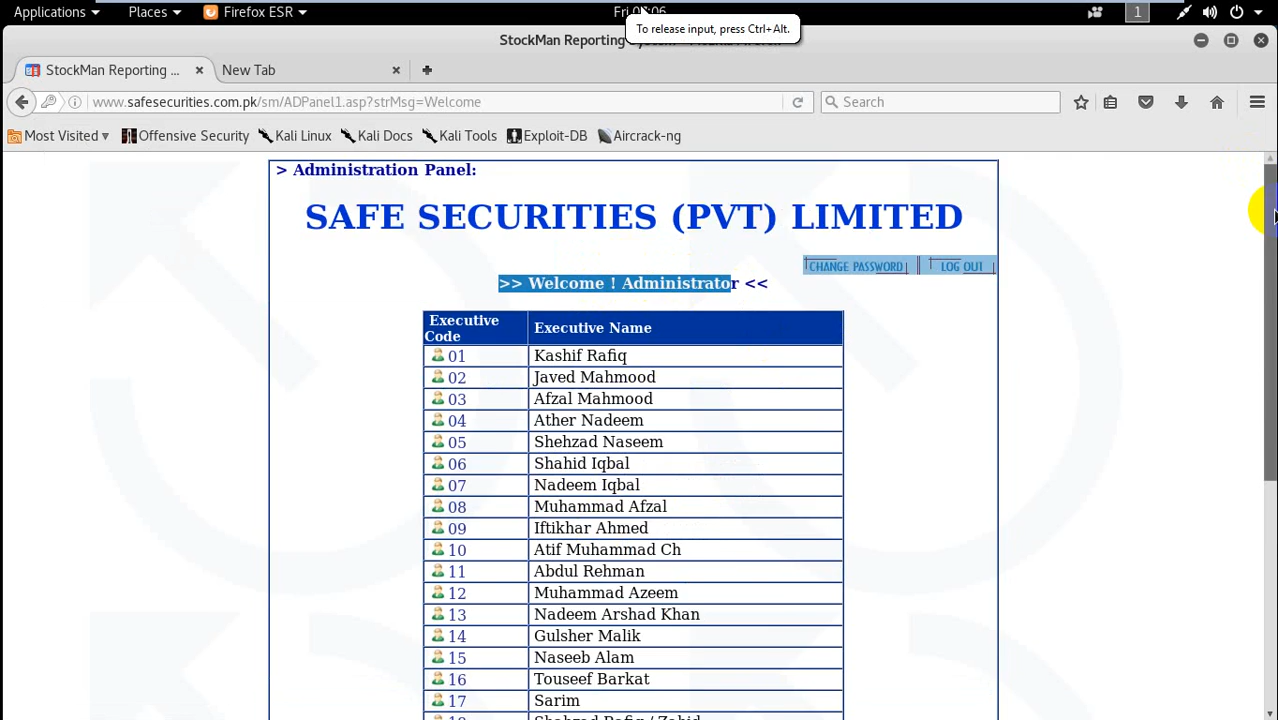 Applications Places Firefox ESR Fri 1
To release input, press Ctrl+Alt.
StockMan Reporting
StockMan Reporting ... New Tab
www.safesecurities.com.pk/sm/ADPanel1.asp?strMsg=Welcome Search
Most Visited Offensive Security Kali Linux Kali Docs Kali Tools Exploit-DB Aircrack-ng
> Administration Panel:
SAFE SECURITIES (PVT) LIMITED
CHANGE PASSWORD LOG OUT
>> Welcome ! Administrator <<
Executive Code Executive Name
01 Kashif Rafiq
02 Javed Mahmood
03 Afzal Mahmood
04 Ather Nadeem
05 Shehzad Naseem
06 Shahid Iqbal
07 Nadeem Iqbal
08 Muhammad Afzal
09 Iftikhar Ahmed
10 Atif Muhammad Ch
11 Abdul Rehman
12 Muhammad Azeem
13 Nadeem Arshad Khan
14 Gulsher Malik
15 Naseeb Alam
16 Touseef Barkat
17 Sarim